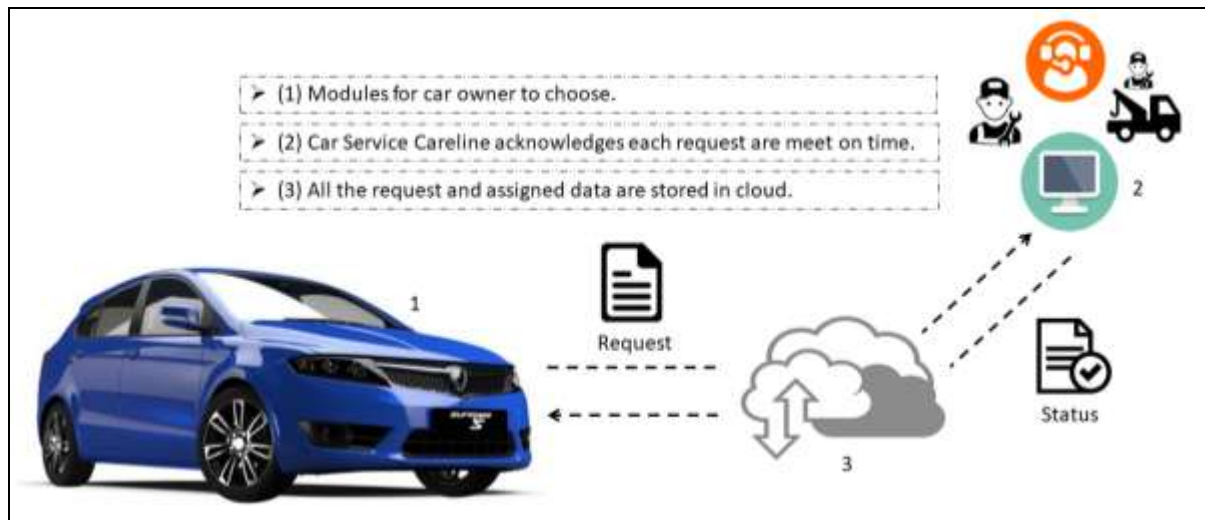 ➢ (1) Modules for car owner to choose.
➢ (2) Car Service Careline acknowledges each request are meet on time.
➢ (3) All the request and assigned data are stored in cloud.
2
1
Request
Status
3